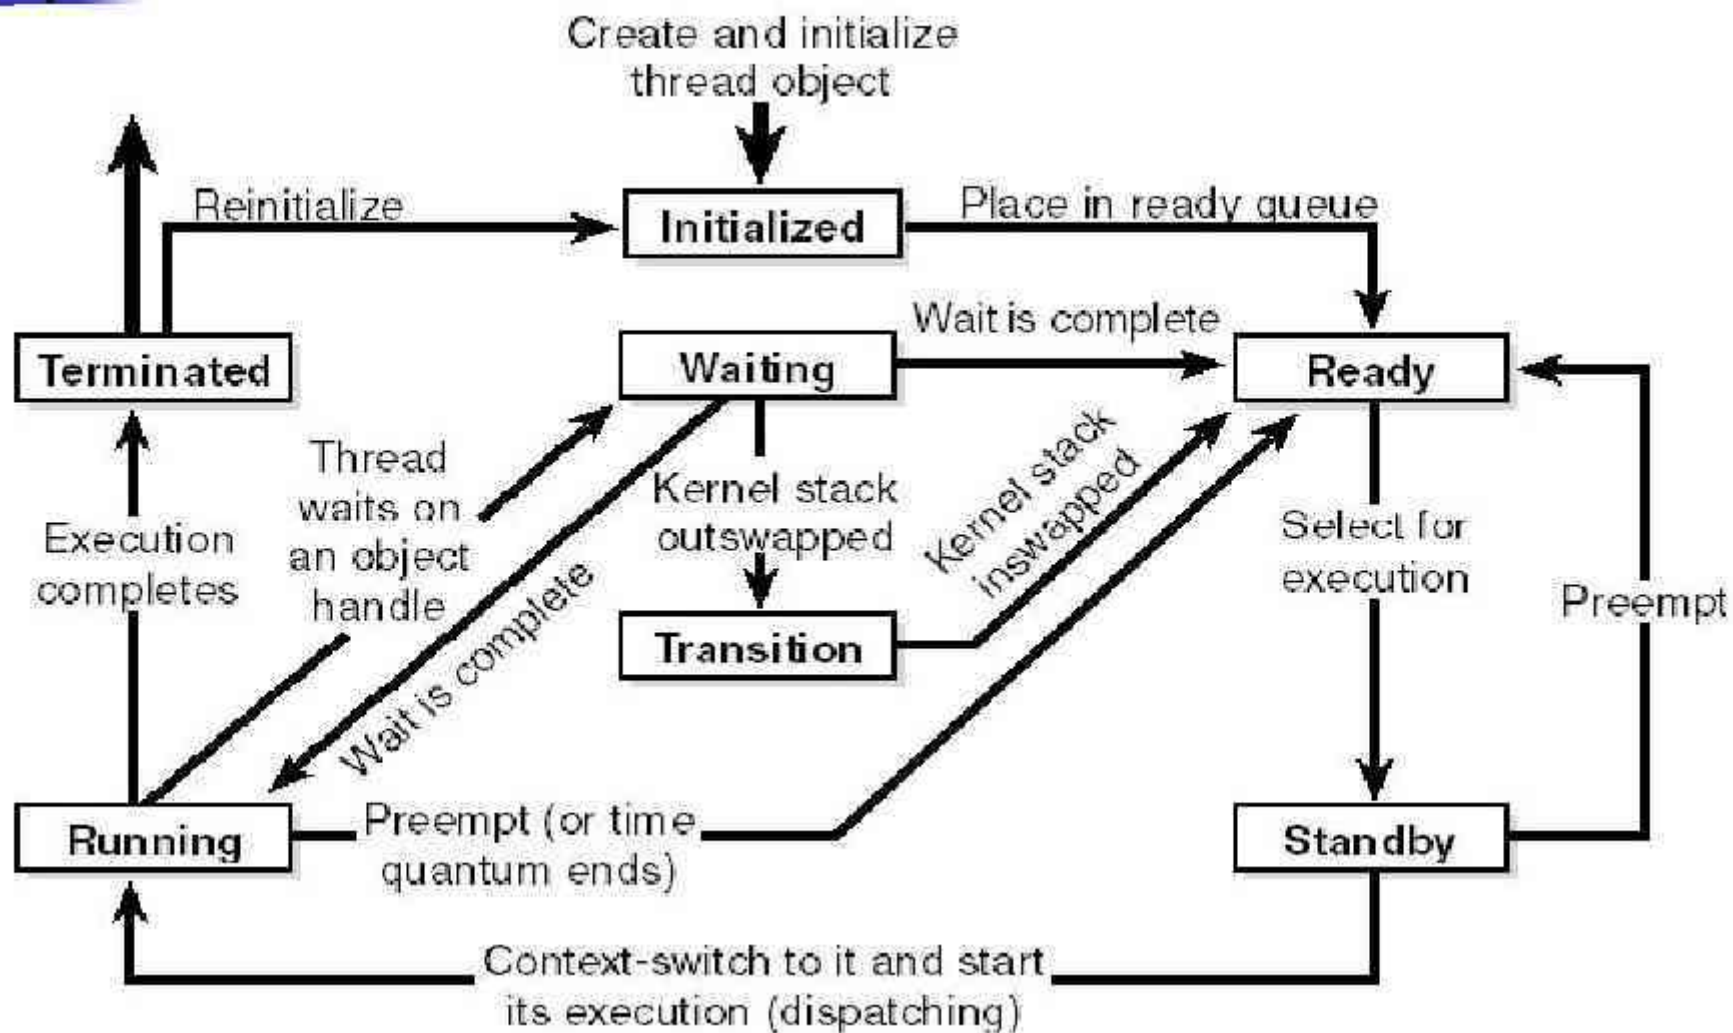 Create and initialize
thread object
Reinitialize
Initialized
Place in ready queue
Terminated
Waiting
Wait is complete
Ready
Thread
waits on
an object
handle
Kernel stack
outswapped
Kernel stack
inswapped
Select for
execution
Execution
completes
Preempt
Wait is complete
Transition
Running
Preempt (or time
quantum ends)
Standby
Context-switch to it and start
its execution (dispatching)